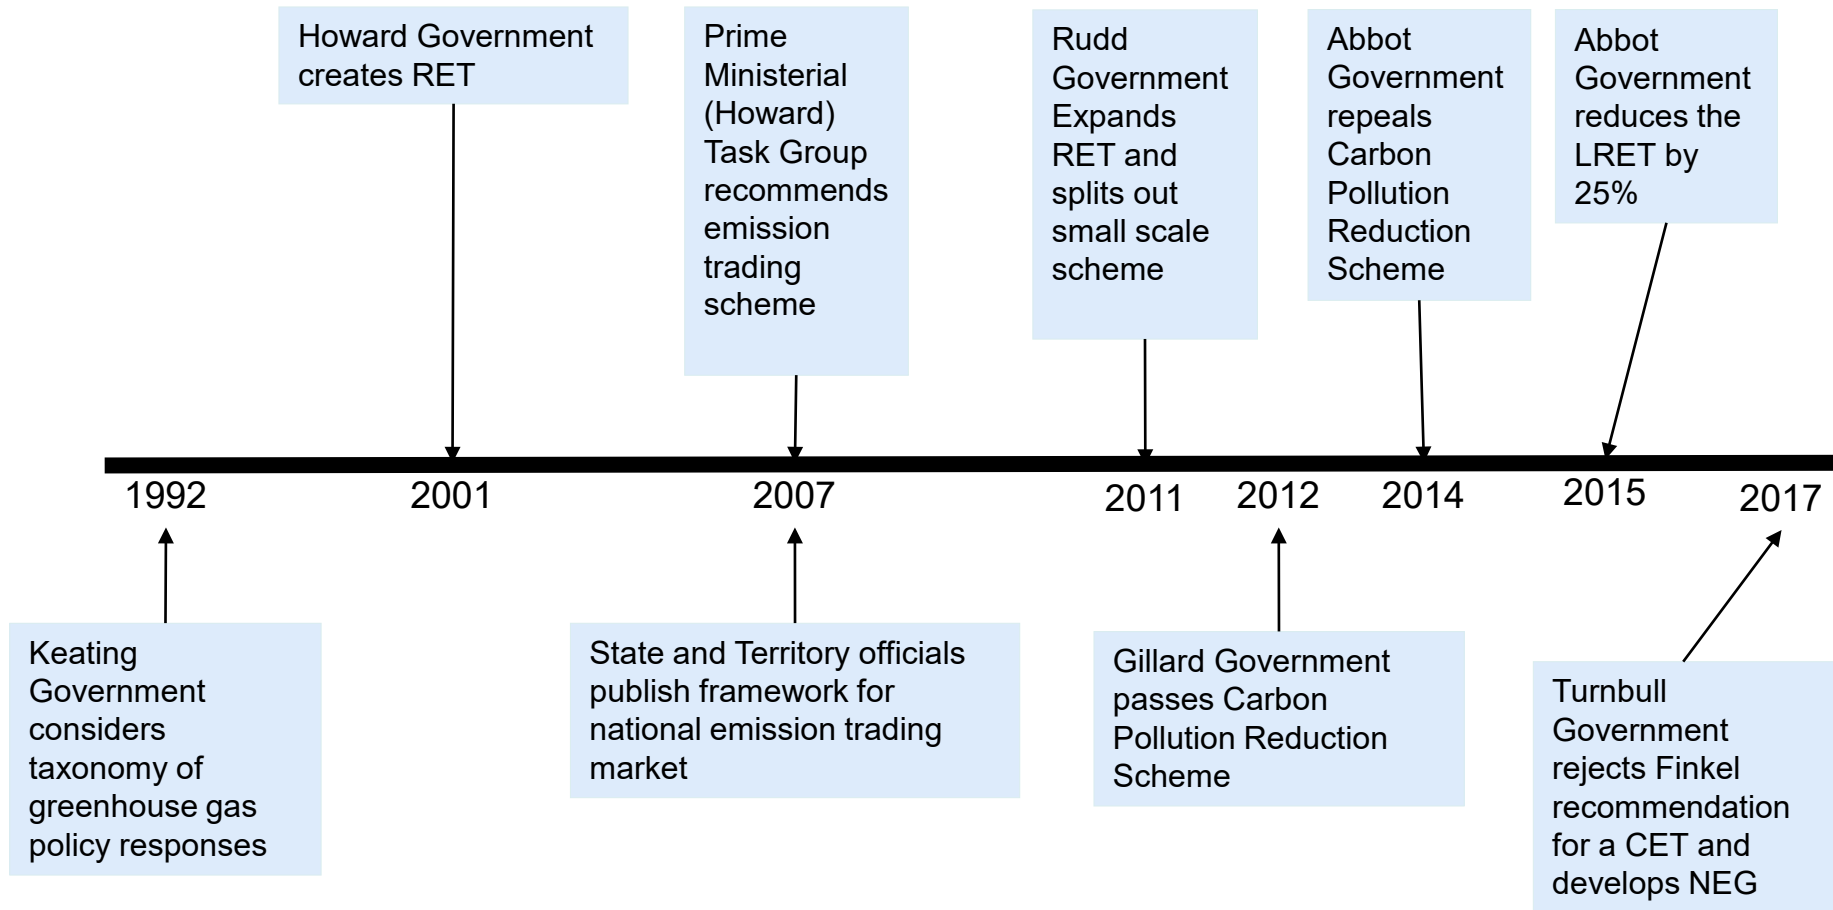 Howard Government
creates RET
Prime
Ministerial
(Howard)
Task Group
recommends
emission
trading
scheme
Rudd
Government
Expands
RET and
splits out
small scale
scheme
Abbot
Government
repeals
Carbon
Pollution
Reduction
Scheme
Abbot
Government
reduces the
LRET by
25%
1992
2001
2007
2011
2012
2014
2015
2017
Keating
Government
considers
taxonomy of
greenhouse gas
policy responses
State and Territory officials
publish framework for
national emission trading
market
Gillard Government
passes Carbon
Pollution Reduction
Scheme
Turnbull
Government
rejects Finkel
recommendation
for a CET and
develops NEG